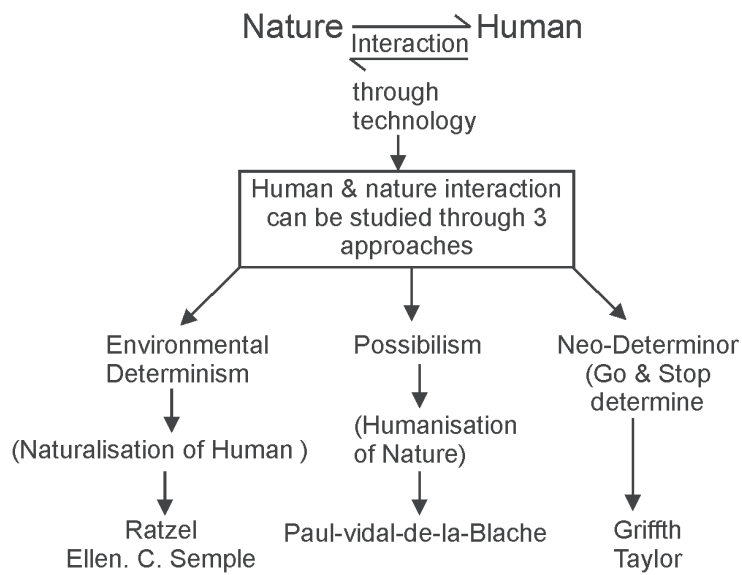 Nature Interaction Human
through
technology
Human & nature interaction
can be studied through 3
approaches
Environmental
Determinism
(Naturalisation of Human )
Ratzel
Ellen. C. Semple
Possibilism
(Humanisation
of Nature)
Paul-vidal-de-la-Blache
Neo-Determinor
(Go & Stop
determine
Griffth
Taylor